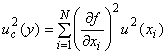 u_c^2(y) = \sum_{i=1}^{N} \left( \frac{\partial f}{\partial x_i} \right)^2 u^2(x_i)